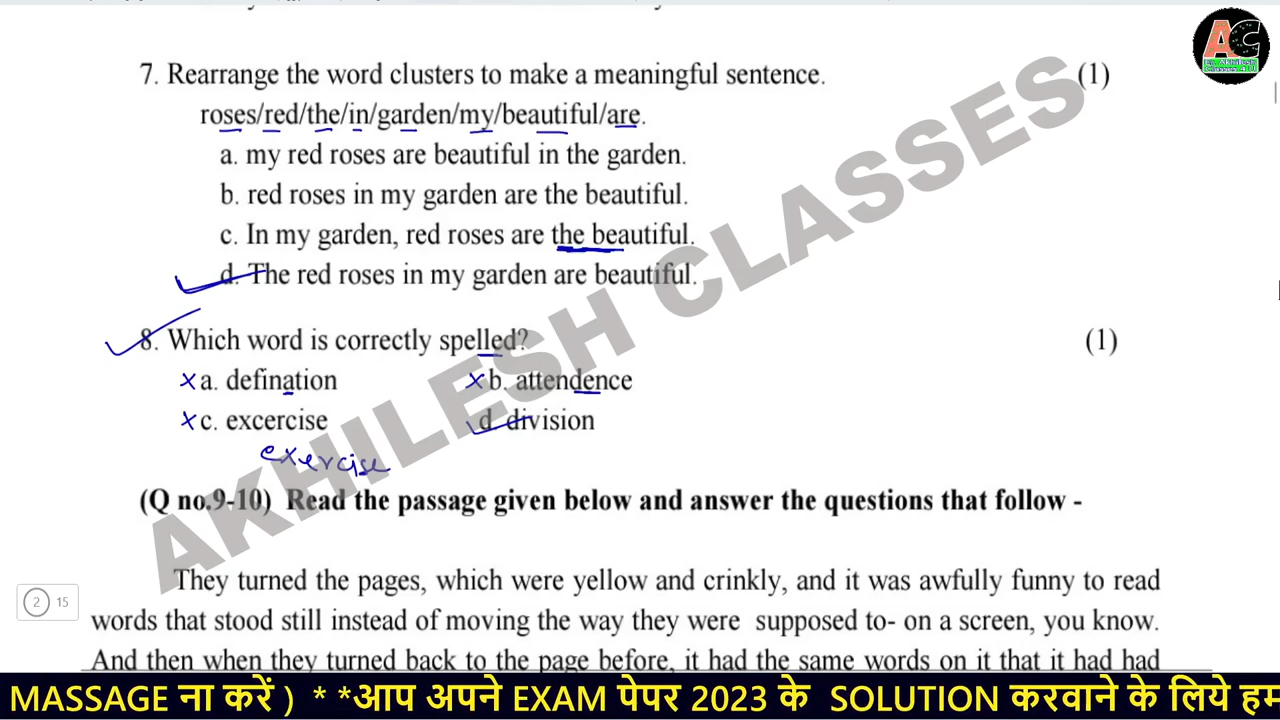 AC
Er. Akhilesh
Classes 4 U
7. Rearrange the word clusters to make a meaningful sentence. (1)
roses/red/the/in/garden/my/beautiful/are.
a. my red roses are beautiful in the garden.
b. red roses in my garden are the beautiful.
c. In my garden, red roses are the beautiful.
d. The red roses in my garden are beautiful.
8. Which word is correctly spelled? (1)
x a. defination x b. attendence
x c. excercise d. division
exercise
AKHILESH CLASSES
(Q no.9-10) Read the passage given below and answer the questions that follow -
They turned the pages, which were yellow and crinkly, and it was awfully funny to read
2 15
words that stood still instead of moving the way they were supposed to- on a screen, you know.
And then when they turned back to the page before, it had the same words on it that it had had
MASSAGE ना करें ) * *आप अपने EXAM पेपर 2023 के SOLUTION करवाने के लिये हम